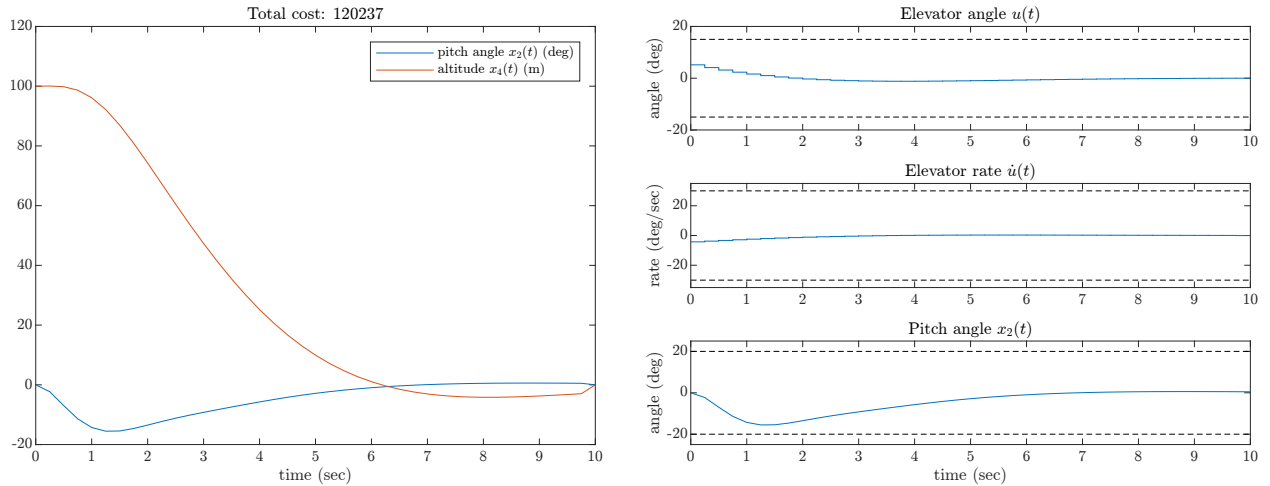 Total cost: 120237
120
100
80
60
40
20
0
-20
pitch angle x₂(t) (deg)
altitude x₄(t) (m)
0 1 2 3 4 5 6 7 8 9 10
time (sec)
Elevator angle u(t)
angle (deg)
20
0
-20
0 1 2 3 4 5 6 7 8 9 10
Elevator rate u̇(t)
rate (deg/sec)
20
0
-20
0 1 2 3 4 5 6 7 8 9 10
Pitch angle x₂(t)
angle (deg)
20
0
-20
0 1 2 3 4 5 6 7 8 9 10
time (sec)